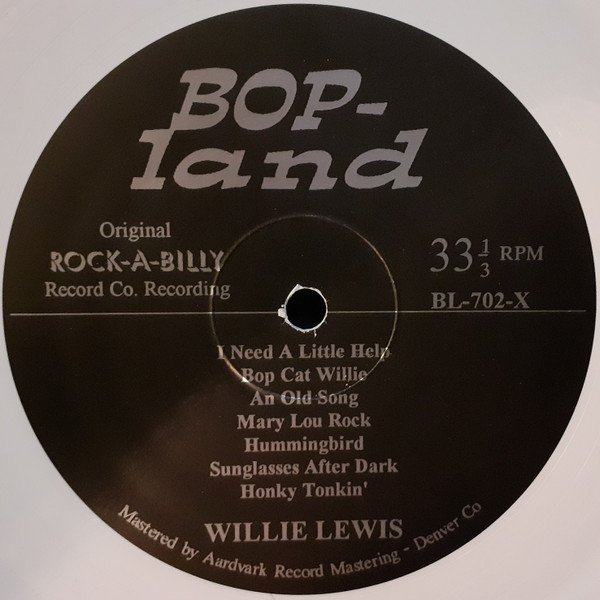 BOP-
land
Original
ROCK-A-BILLY
Record Co. Recording
33 1/3 RPM
BL-702-X
I Need A Little Help
Bop Cat Willie
An Old Song
Mary Lou Rock
Hummingbird
Sunglasses After Dark
Honky Tonkin'
WILLIE LEWIS
Mastered by Aardvark Record Mastering - Denver Co